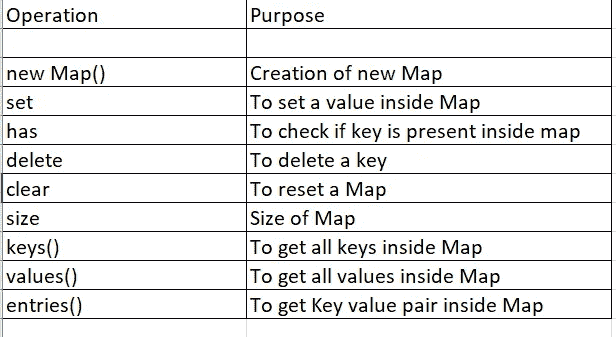 Operation Purpose
new Map() Creation of new Map
set To set a value inside Map
has To check if key is present inside map
delete To delete a key
clear To reset a Map
size Size of Map
keys() To get all keys inside Map
values() To get all values inside Map
entries() To get Key value pair inside Map